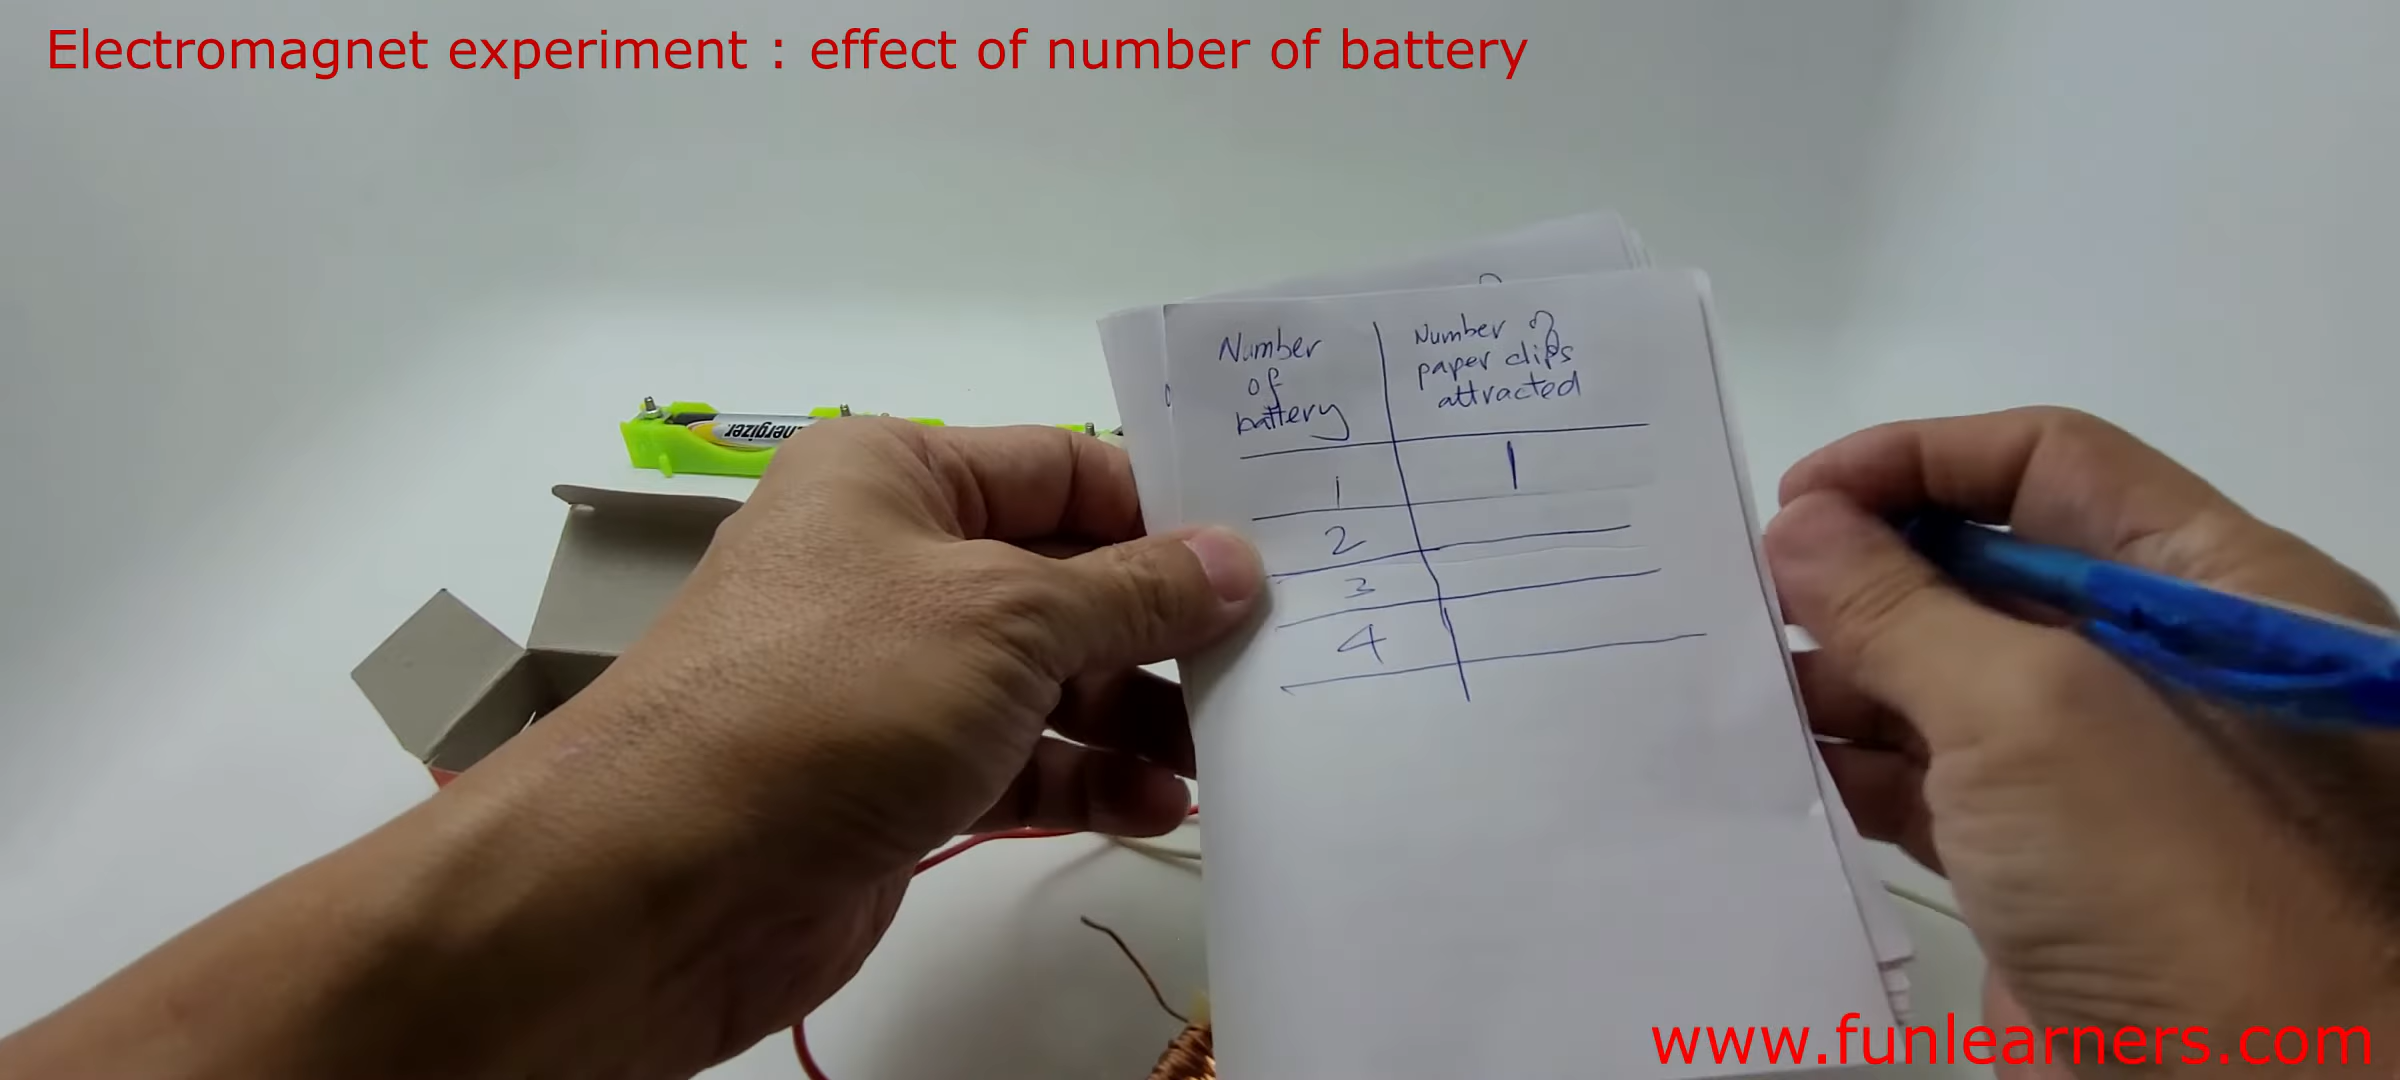 Electromagnet experiment : effect of number of battery
Energizer
Number
of
battery
Number of
paper clips
attracted
1
1
2
3
4
www.funlearners.com